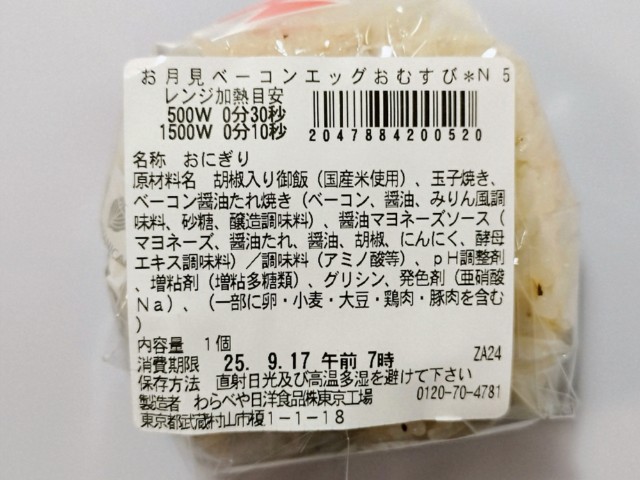 お月見ベーコンエッグおむすび＊N 5
レンジ加熱目安
500W 0分30秒
1500W 0分10秒
2047884200520
名称 おにぎり
原材料名 胡椒入り御飯（国産米使用）、玉子焼き、
ベーコン醤油たれ焼き（ベーコン、醤油、みりん風調
味料、砂糖、醸造調味料）、醤油マヨネーズソース（
マヨネーズ、醤油たれ、醤油、胡椒、にんにく、酵母
エキス調味料）／調味料（アミノ酸等）、pH調整剤
、増粘剤（増粘多糖類）、グリシン、発色剤（亜硝酸
Na）、（一部に卵・小麦・大豆・鶏肉・豚肉を含む
）
内容量 1個
消費期限 25. 9.17 午前 7時 ZA24
保存方法 直射日光及び高温多湿を避けて下さい
製造者 わらべや日洋食品㈱東京工場 0120-70-4781
東京都武蔵村山市榎1-1-18